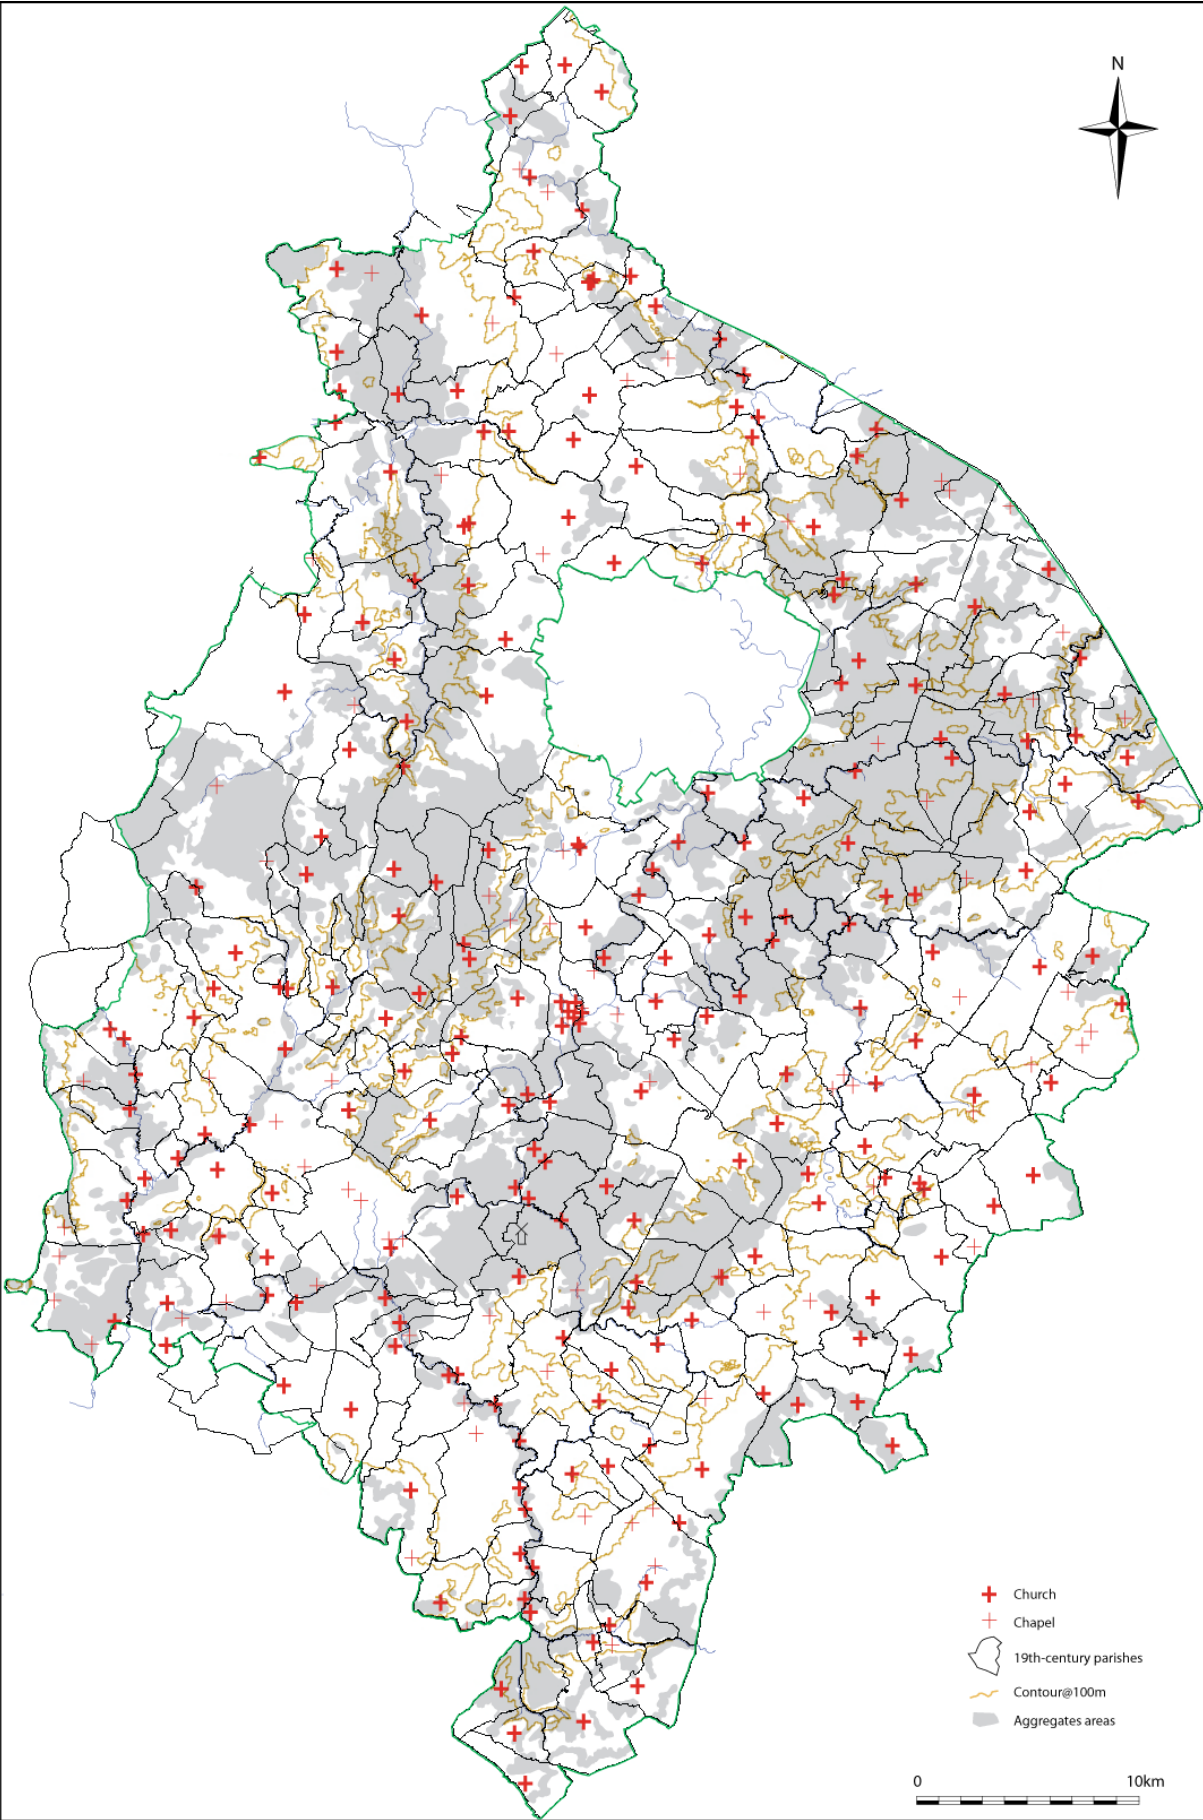 N
Church
Chapel
19th-century parishes
Contour@100m
Aggregates areas
0 10km